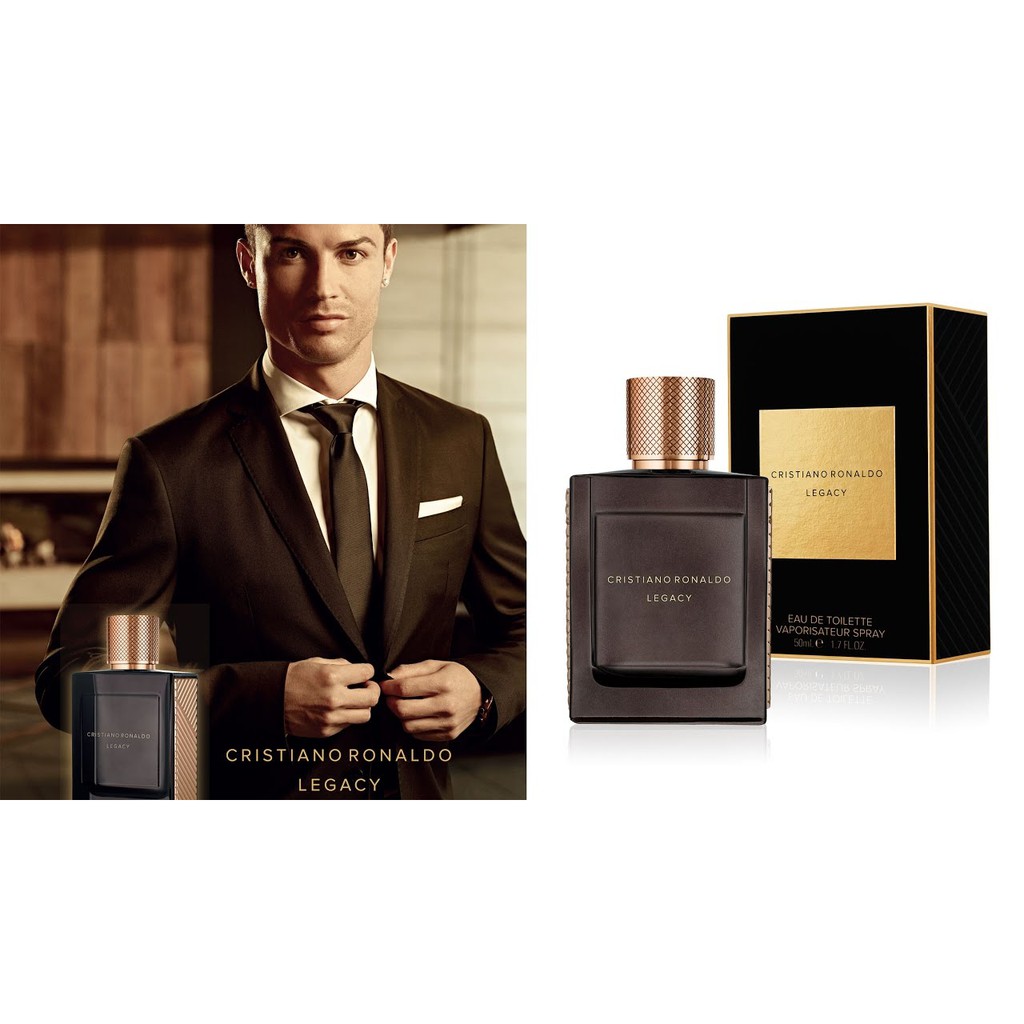 CRISTIANO RONALDO
LEGACY
CRISTIANO RONALDO
LEGACY
CRISTIANO RONALDO
LEGACY
CRISTIANO RONALDO
LEGACY
EAU DE TOILETTE
VAPORISATEUR SPRAY
50ml ℮ 1.7 FL.OZ.